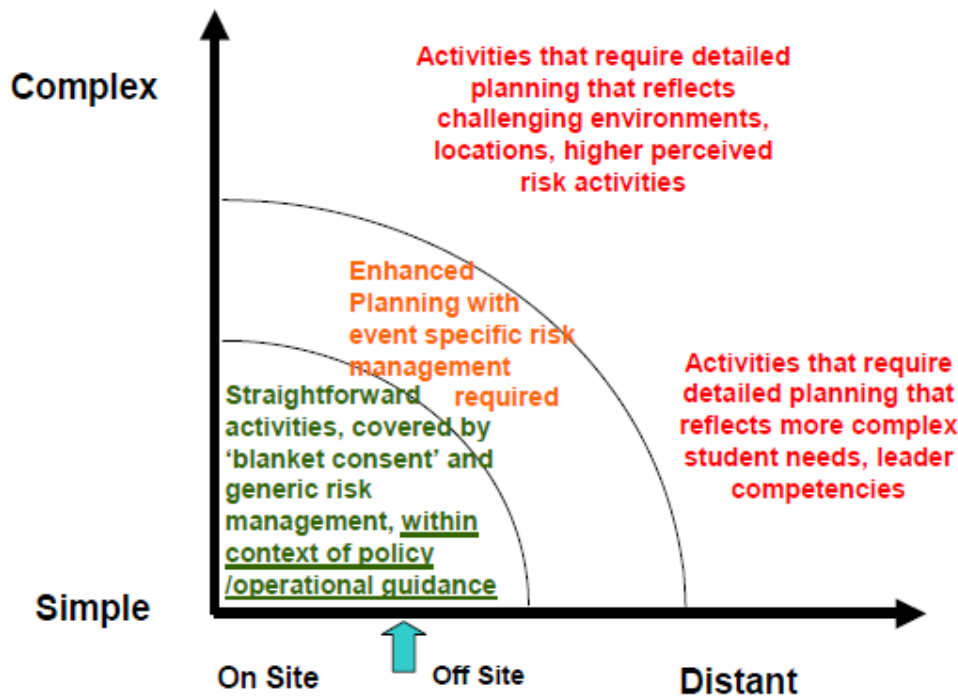 Complex
Activities that require detailed
planning that reflects
challenging environments,
locations, higher perceived
risk activities
Enhanced
Planning with
event specific risk
management
required
Activities that require
detailed planning that
reflects more complex
student needs, leader
competencies
Straightforward
activities, covered by
‘blanket consent’ and
generic risk
management, within
context of policy
/operational guidance
Simple
On Site
Off Site
Distant